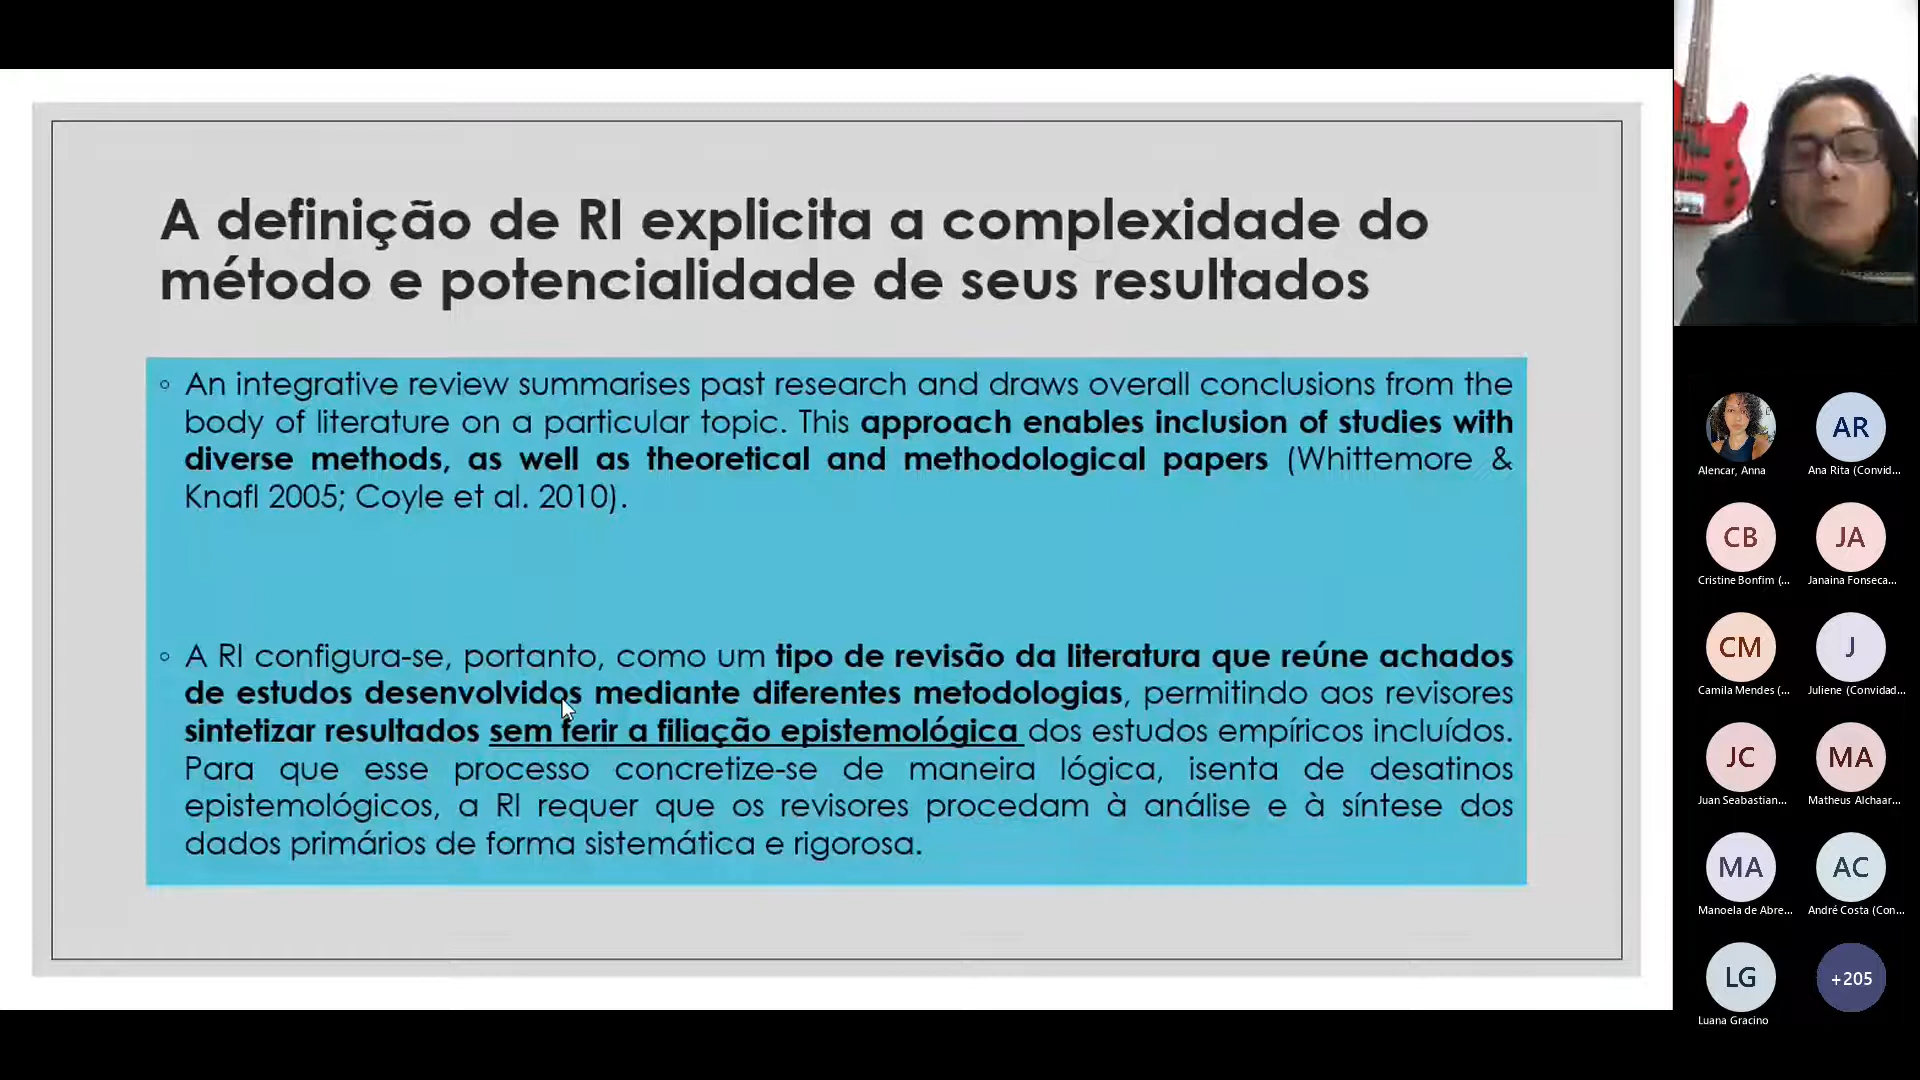 A definição de RI explicita a complexidade do
método e potencialidade de seus resultados
◦ An integrative review summarises past research and draws overall conclusions from the
body of literature on a particular topic. This approach enables inclusion of studies with
diverse methods, as well as theoretical and methodological papers (Whittemore &
Knafl 2005; Coyle et al. 2010).
◦ A RI configura-se, portanto, como um tipo de revisão da literatura que reúne achados
de estudos desenvolvidos mediante diferentes metodologias, permitindo aos revisores
sintetizar resultados sem ferir a filiação epistemológica dos estudos empíricos incluídos.
Para que esse processo concretize-se de maneira lógica, isenta de desatinos
epistemológicos, a RI requer que os revisores procedam à análise e à síntese dos
dados primários de forma sistemática e rigorosa.
Alencar, Anna
AR
Ana Rita (Convid...
CB
Cristine Bonfim (...
JA
Janaina Fonseca...
CM
Camila Mendes (...
J
Juliene (Convidad...
JC
Juan Seabastian...
MA
Matheus Alchaar...
MA
Manoela de Abre...
AC
André Costa (Con...
LG
Luana Gracino
+205